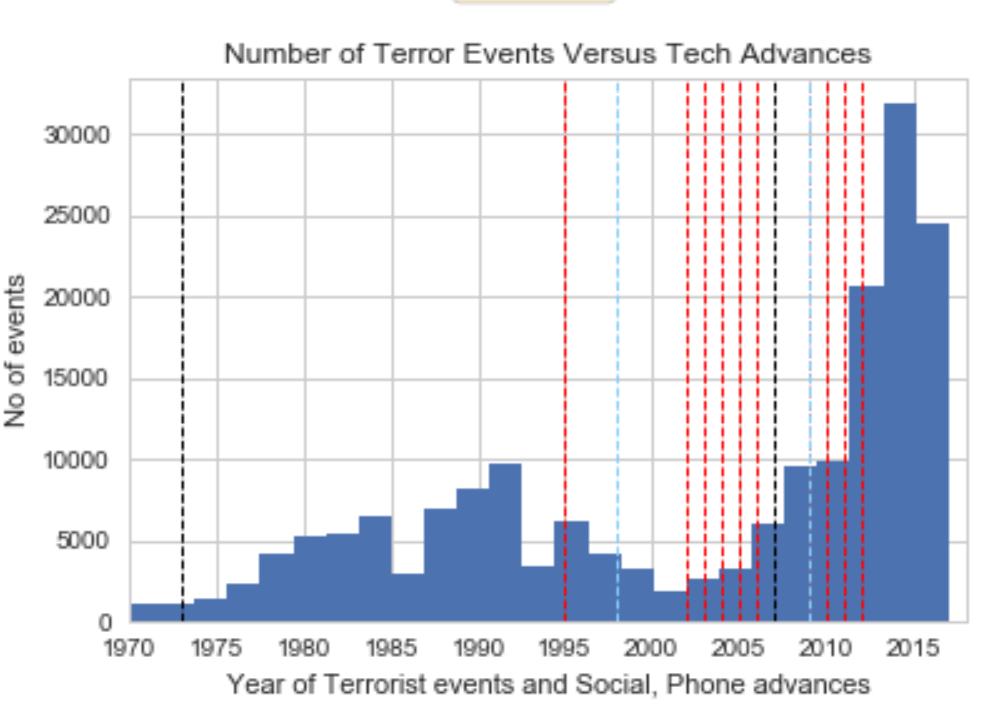 Number of Terror Events Versus Tech Advances
30000
25000
20000
15000
10000
5000
0
No of events
1970 1975 1980 1985 1990 1995 2000 2005 2010 2015
Year of Terrorist events and Social, Phone advances